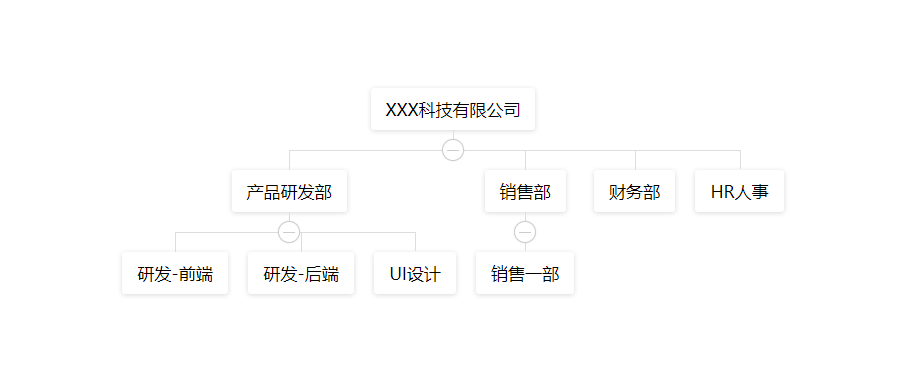 XXX科技有限公司
产品研发部
销售部
财务部
HR人事
研发-前端
研发-后端
UI设计
销售一部